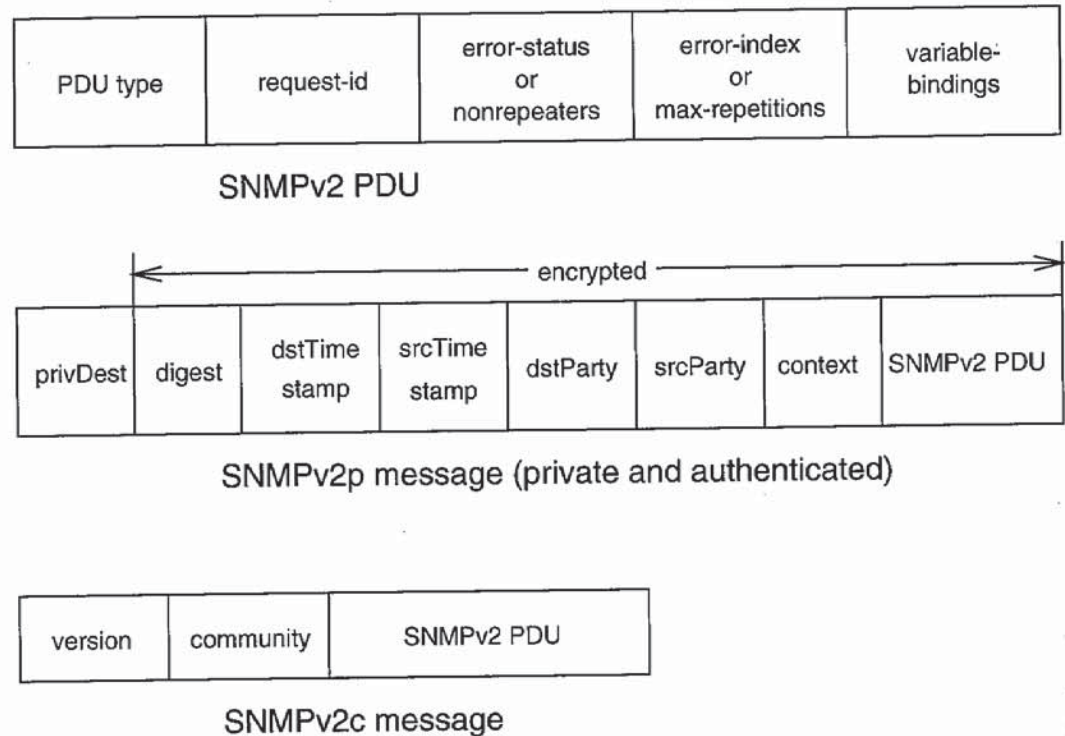 PDU type
request-id
error-status
or
nonrepeaters
error-index
or
max-repetitions
variable-
bindings
SNMPv2 PDU
encrypted
privDest
digest
dstTime
stamp
srcTime
stamp
dstParty
srcParty
context
SNMPv2 PDU
SNMPv2p message (private and authenticated)
version
community
SNMPv2 PDU
SNMPv2c message